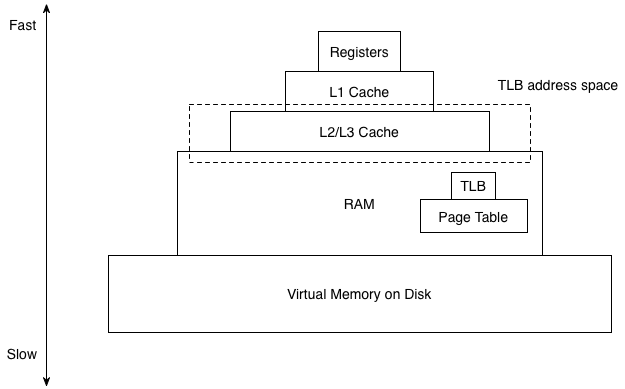 Fast
Registers
L1 Cache
TLB address space
L2/L3 Cache
TLB
RAM
Page Table
Virtual Memory on Disk
Slow